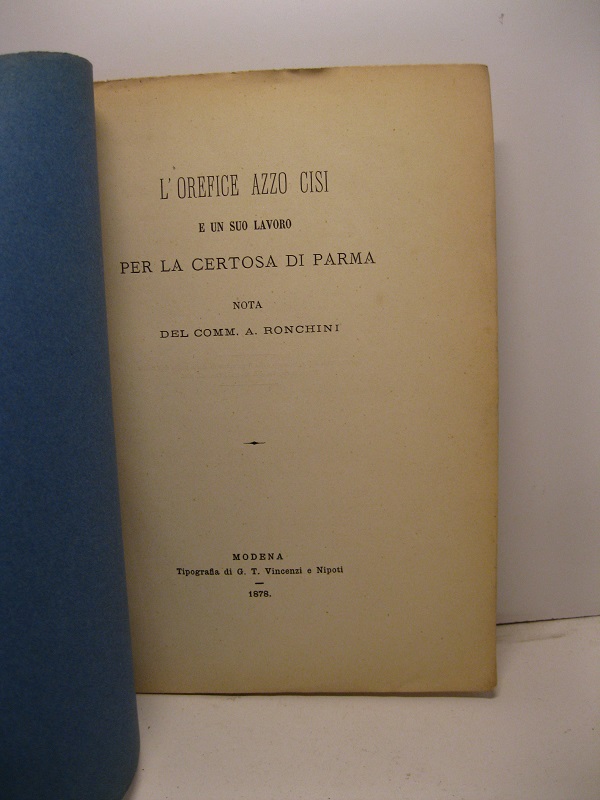 L'OREFICE AZZO CISI
E UN SUO LAVORO
PER LA CERTOSA DI PARMA
NOTA
DEL COMM. A. RONCHINI
MODENA
Tipografia di G. T. Vincenzi e Nipoti
1878.